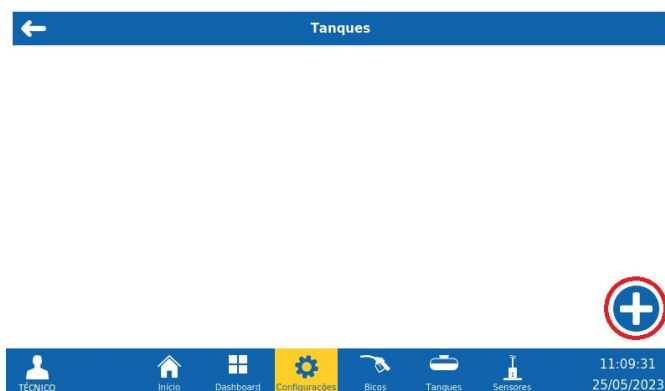 Tanques
TÉCNICO
Início
Dashboard
Configurações
Bicos
Tanques
Sensores
11:09:31
25/05/2023